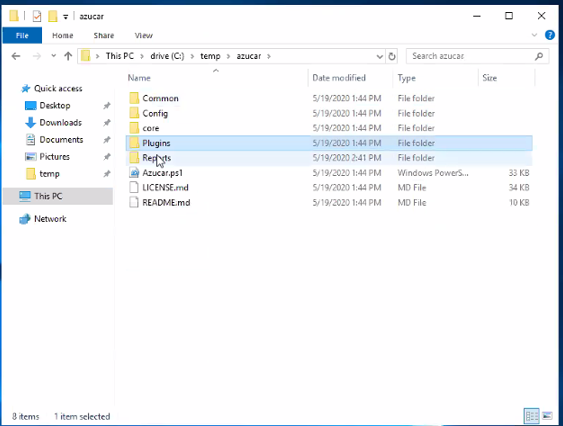 azucar
File Home Share View
This PC drive (C:) temp azucar Search azucar
Name Date modified Type Size
Quick access
Desktop
Downloads
Documents
Pictures
temp
This PC
Network
Common 5/19/2020 1:44 PM File folder
Config 5/19/2020 1:44 PM File folder
core 5/19/2020 1:44 PM File folder
Plugins 5/19/2020 1:44 PM File folder
Reports 5/19/2020 2:41 PM File folder
Azucar.ps1 5/19/2020 1:44 PM Windows PowerS... 33 KB
LICENSE.md 5/19/2020 1:44 PM MD File 34 KB
README.md 5/19/2020 1:44 PM MD File 10 KB
8 items 1 item selected